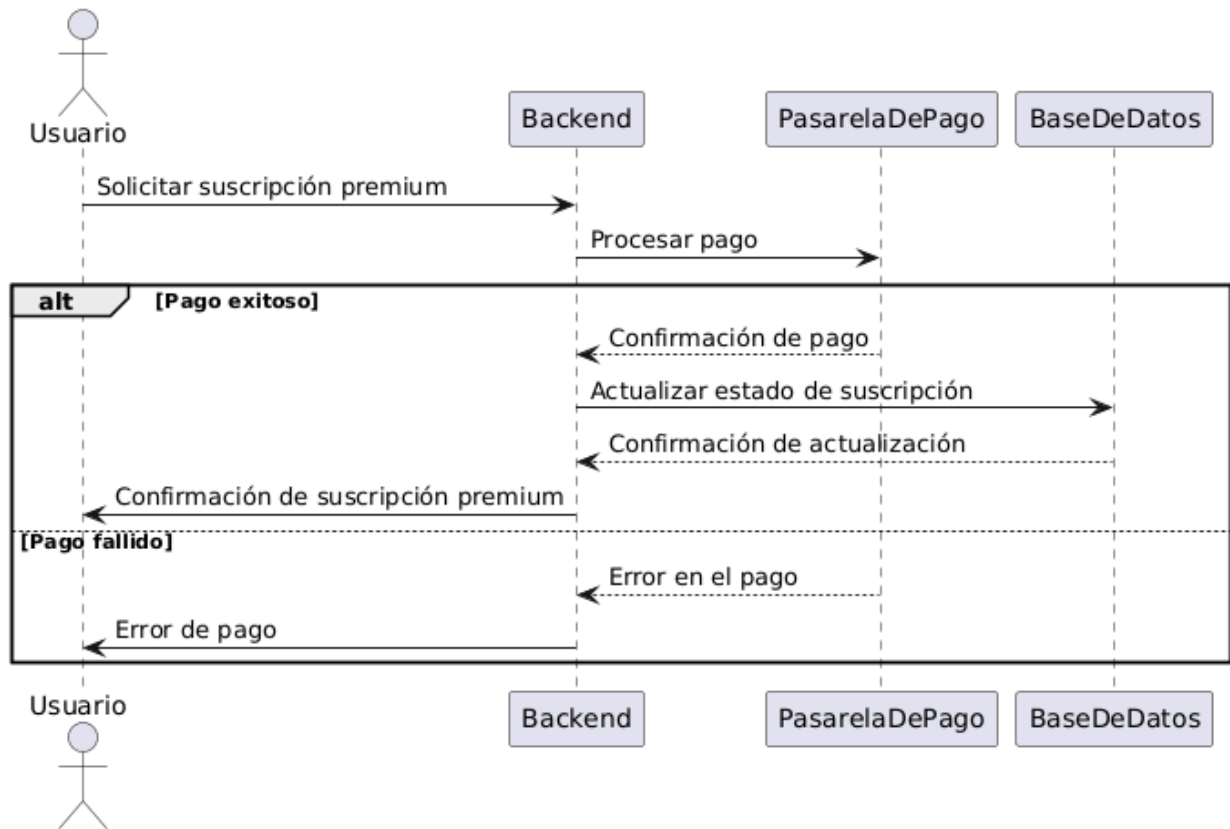 Usuario
Backend
PasarelaDePago
BaseDeDatos
Solicitar suscripción premium
Procesar pago
alt
[Pago exitoso]
Confirmación de pago
Actualizar estado de suscripción
Confirmación de actualización
Confirmación de suscripción premium
[Pago fallido]
Error en el pago
Error de pago
Usuario
Backend
PasarelaDePago
BaseDeDatos